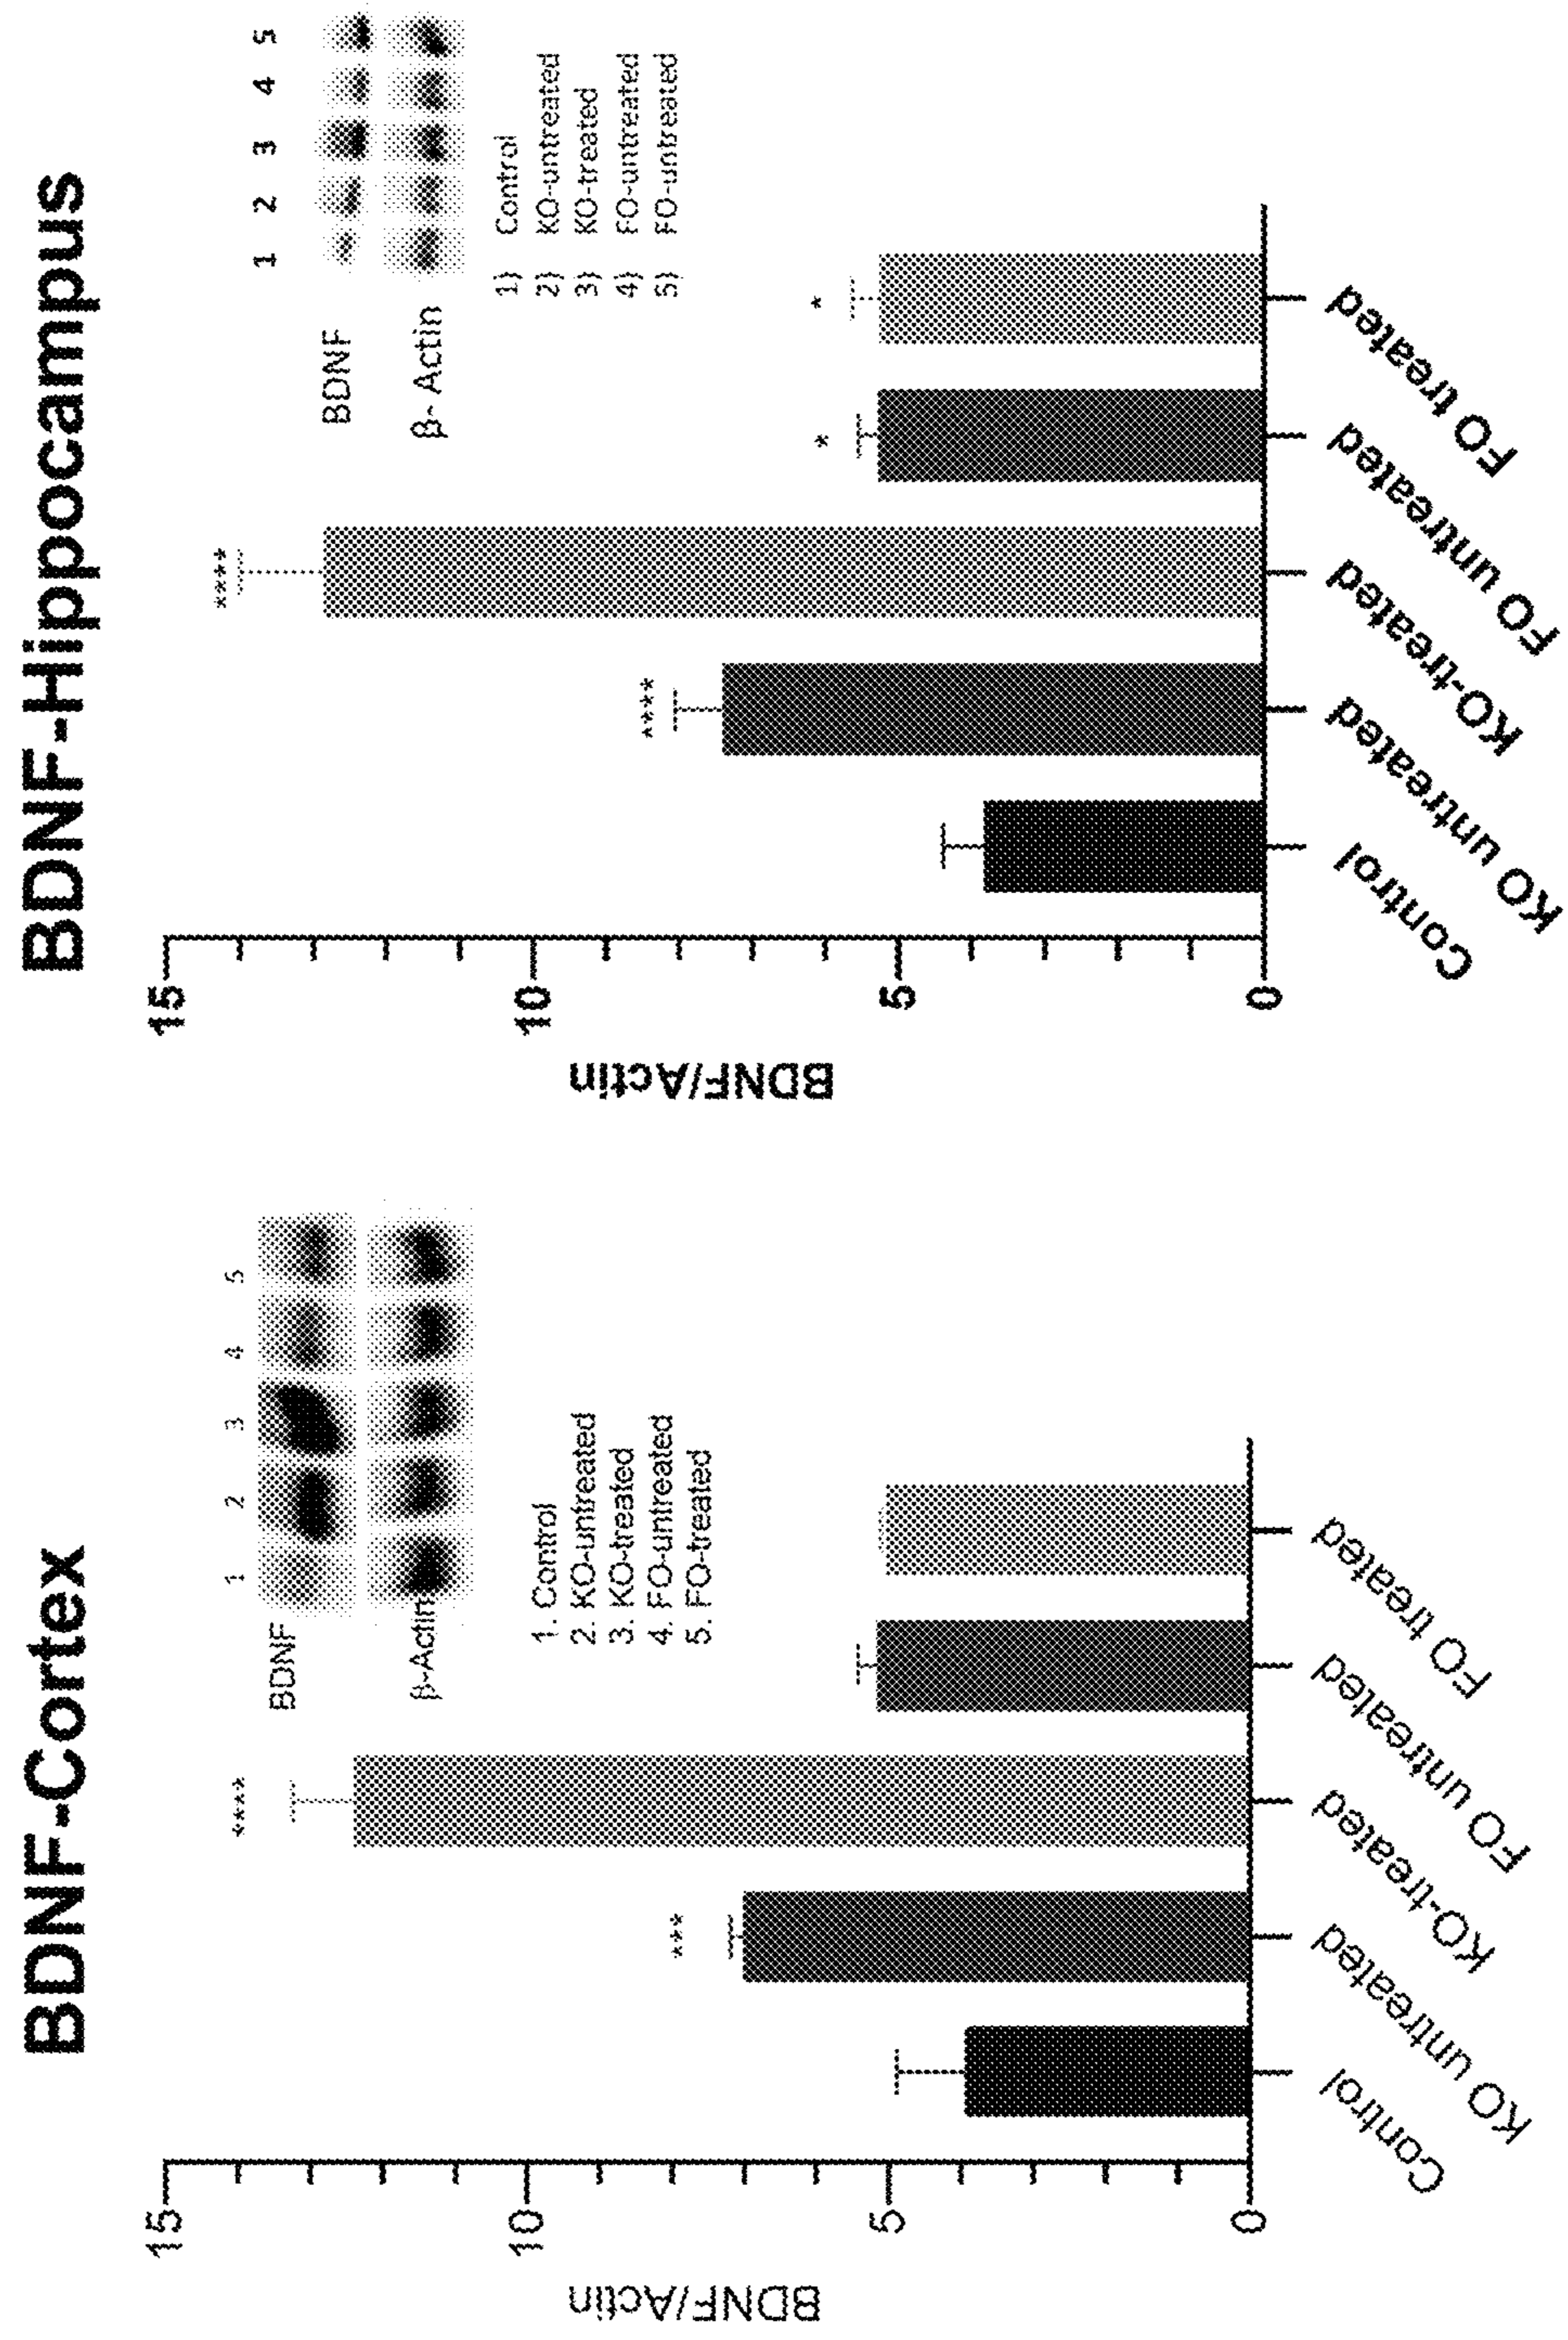 BDNF-Cortex
BDNF/Actin
15
10
5
0
****
***
1 2 3 4 5
BDNF
β-Actin
1. Control
2. KO-untreated
3. KO-treated
4. FO-untreated
5. FO-treated
Control
KO untreated
KO-treated
FO untreated
FO treated
BDNF-Hippocampus
BDNF/Actin
15
10
5
0
****
****
*
*
1 2 3 4 5
BDNF
β- Actin
1) Control
2) KO-untreated
3) KO-treated
4) FO-untreated
5) FO-untreated
Control
KO untreated
KO-treated
FO untreated
FO treated